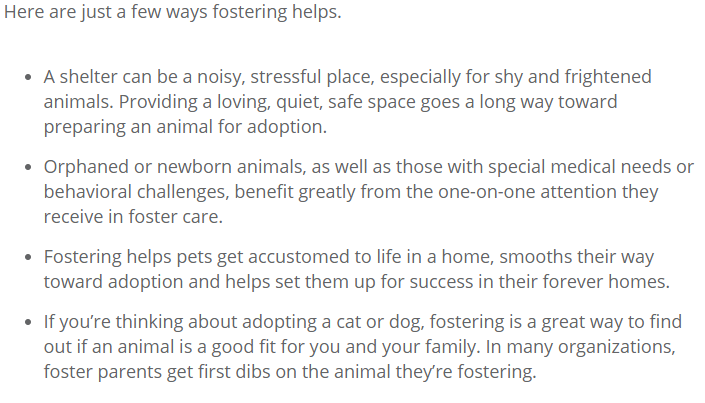 Here are just a few ways fostering helps.
• A shelter can be a noisy, stressful place, especially for shy and frightened
animals. Providing a loving, quiet, safe space goes a long way toward
preparing an animal for adoption.
• Orphaned or newborn animals, as well as those with special medical needs or
behavioral challenges, benefit greatly from the one-on-one attention they
receive in foster care.
• Fostering helps pets get accustomed to life in a home, smooths their way
toward adoption and helps set them up for success in their forever homes.
• If you’re thinking about adopting a cat or dog, fostering is a great way to find
out if an animal is a good fit for you and your family. In many organizations,
foster parents get first dibs on the animal they’re fostering.